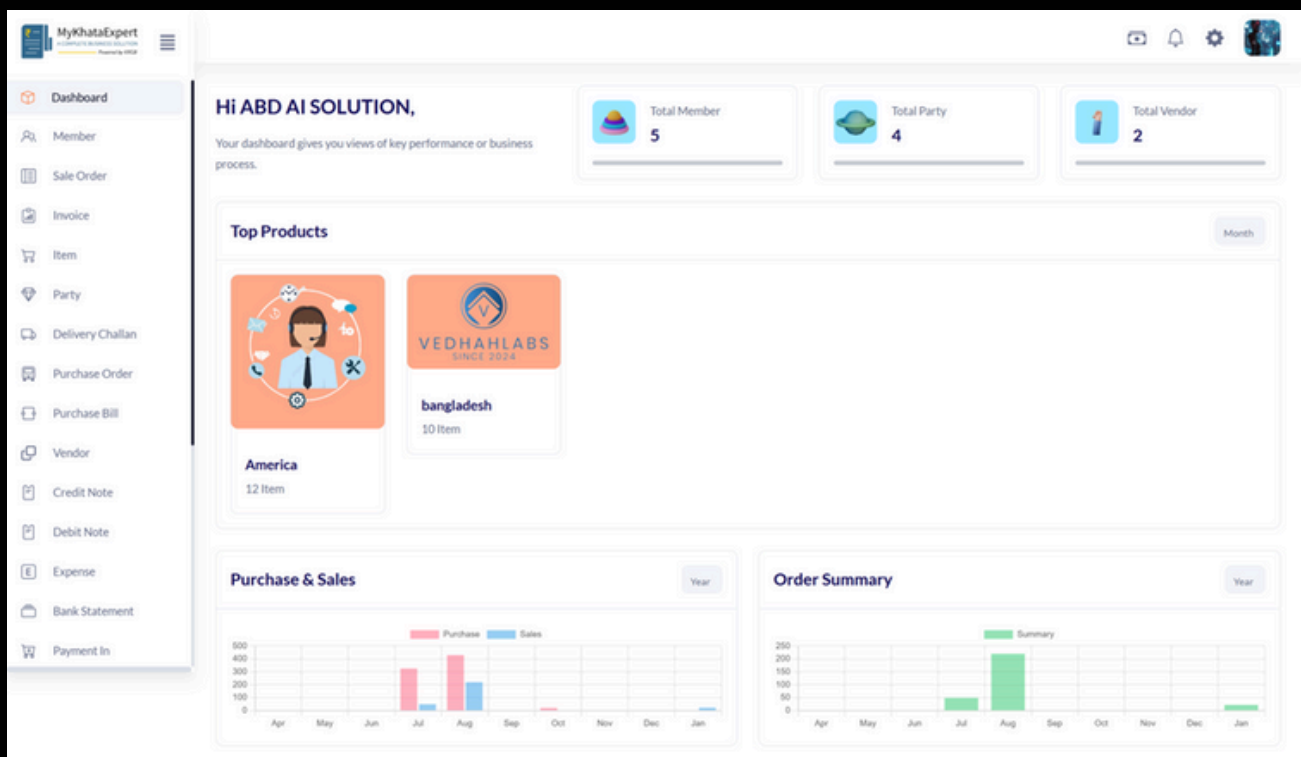 MyKhataExpert
A COMPLETE BUSINESS SOLUTION
Dashboard
Member
Sale Order
Invoice
Item
Party
Delivery Challan
Purchase Order
Purchase Bill
Vendor
Credit Note
Debit Note
Expense
Bank Statement
Payment In
Hi ABD AI SOLUTION,
Your dashboard gives you views of key performance or business
process.
Total Member
5
Total Party
4
Total Vendor
2
Top Products
Month
VEDHAHLABS
SINCE 2024
America
12 Item
bangladesh
10 Item
Purchase & Sales
Year
Purchase Sales
500
400
300
200
100
0
Apr May Jun Jul Aug Sep Oct Nov Dec Jan
Order Summary
Year
Summary
250
200
150
100
50
0
Apr May Jun Jul Aug Sep Oct Nov Dec Jan